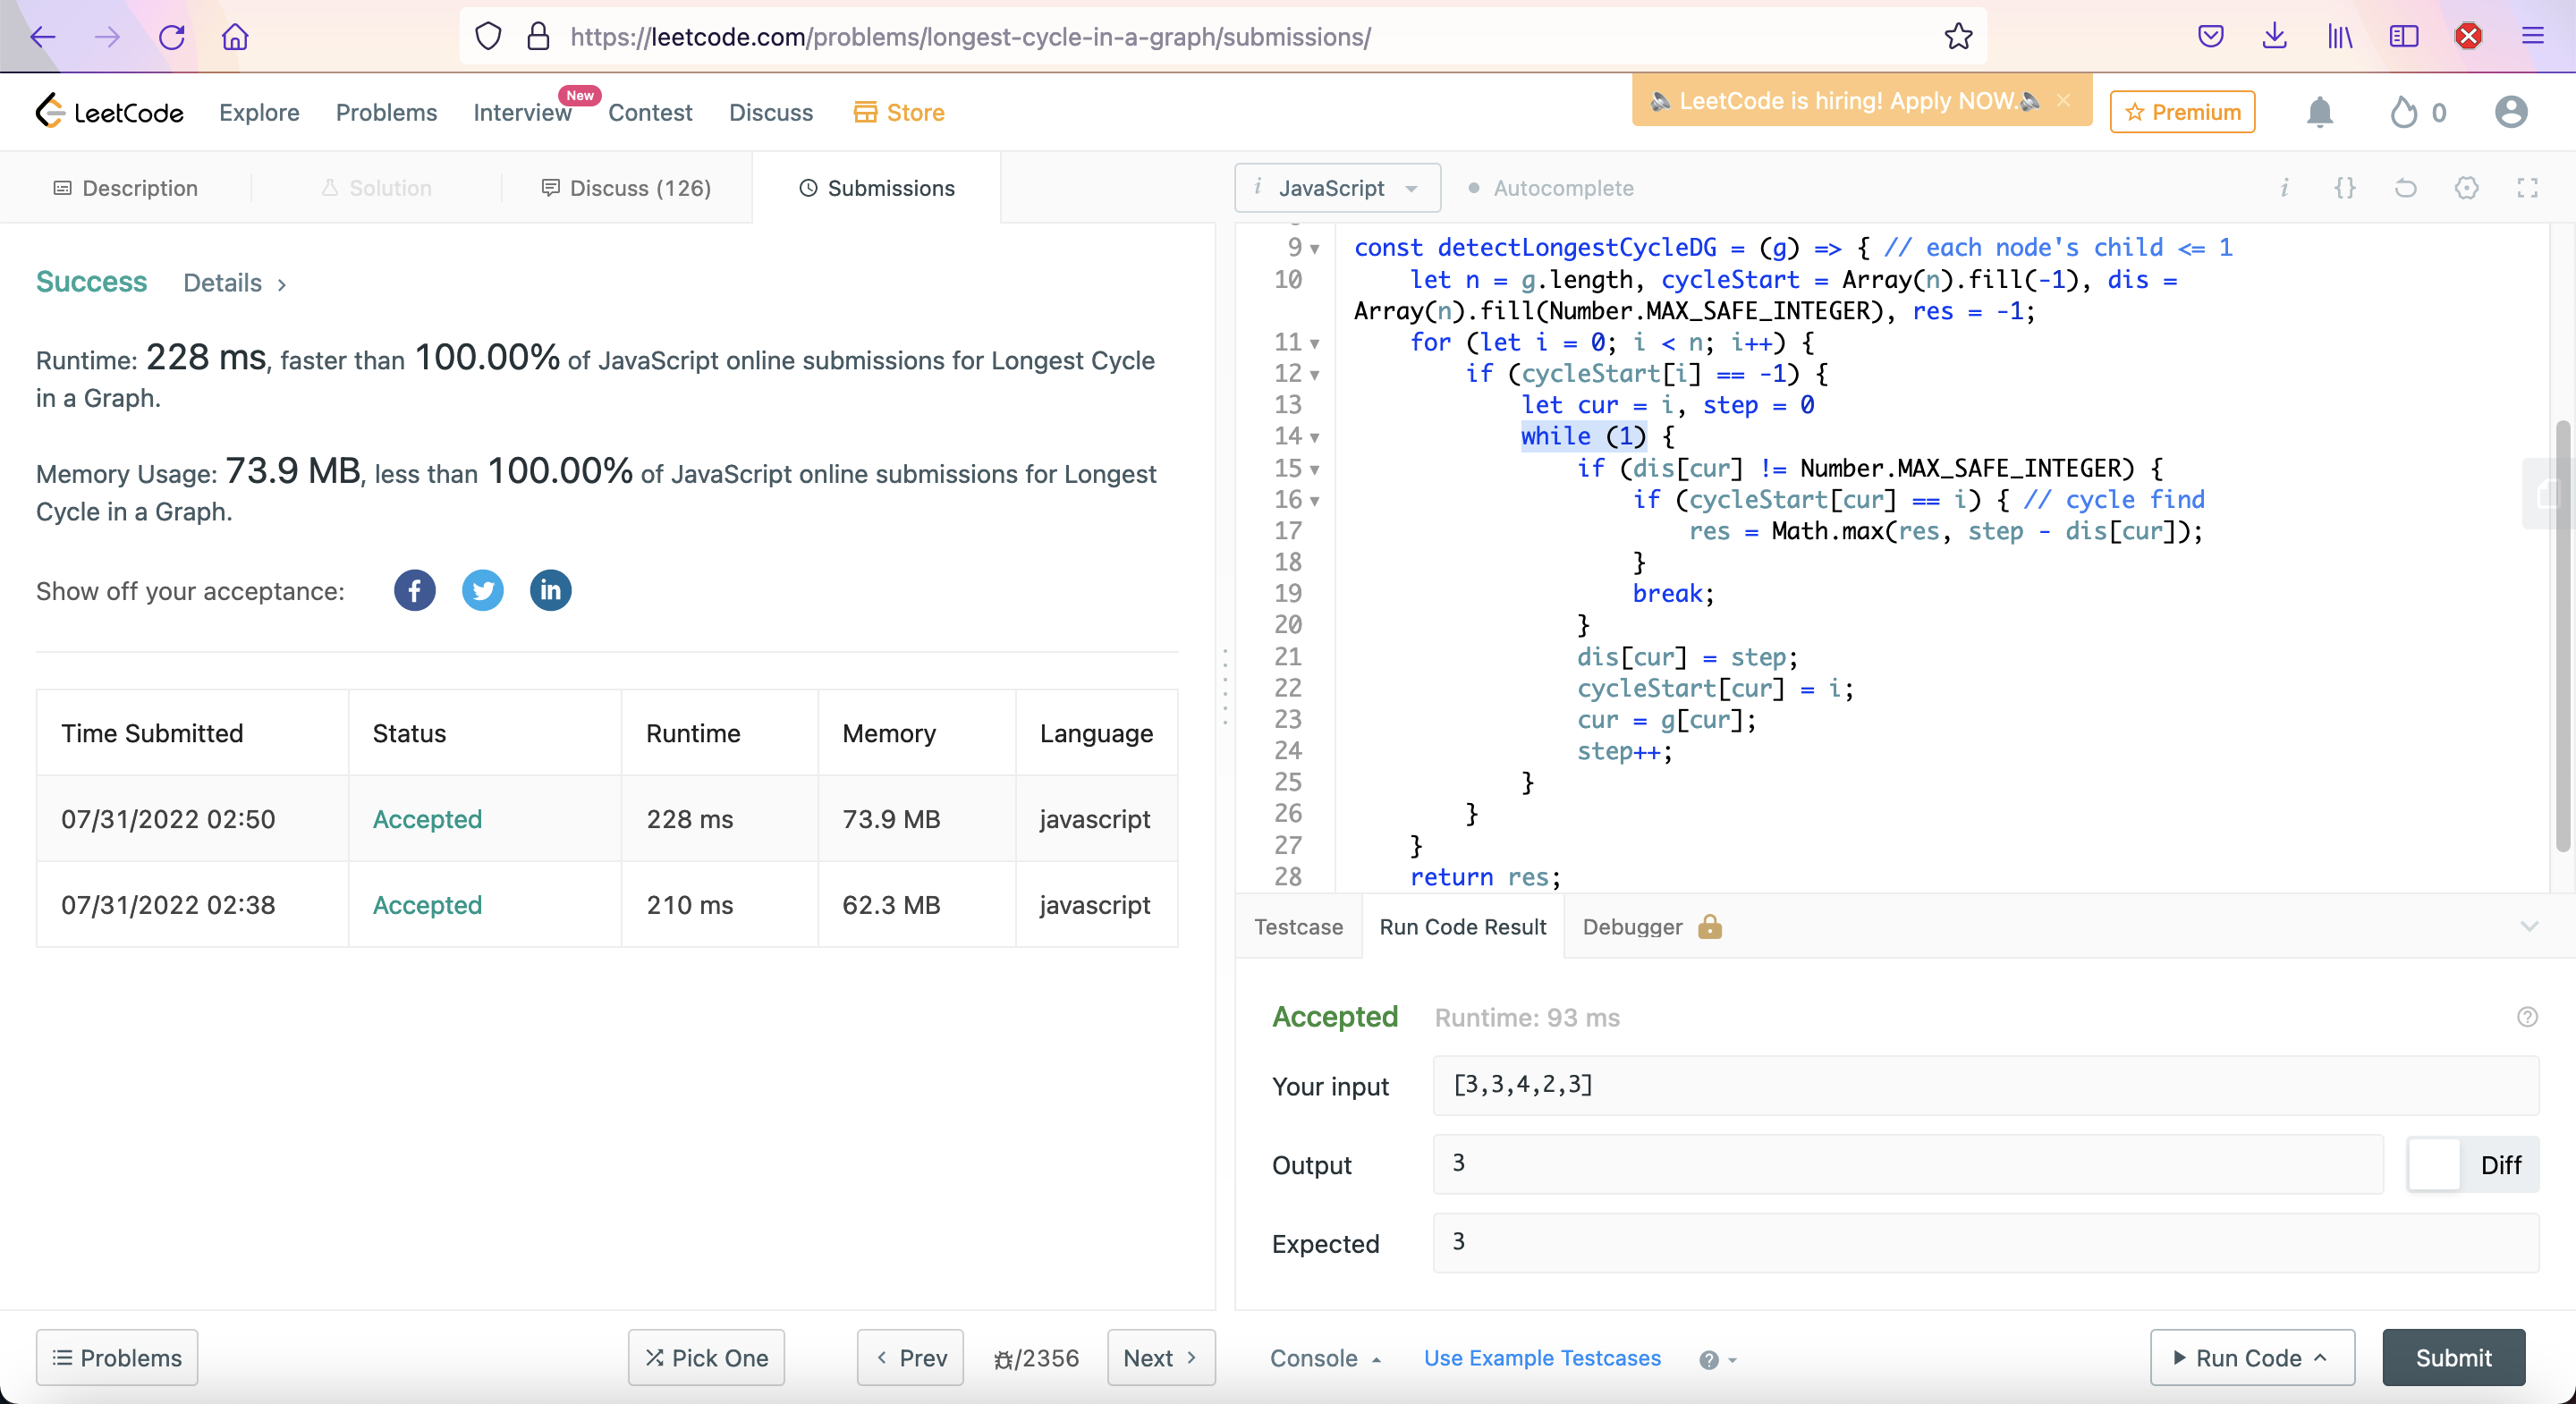 https://leetcode.com/problems/longest-cycle-in-a-graph/submissions/
LeetCode Explore Problems Interview New Contest Discuss Store
LeetCode is hiring! Apply NOW. × Premium 0
Description Solution Discuss (126) Submissions
i JavaScript Autocomplete
Success Details >
Runtime: 228 ms, faster than 100.00% of JavaScript online submissions for Longest Cycle
in a Graph.
Memory Usage: 73.9 MB, less than 100.00% of JavaScript online submissions for Longest
Cycle in a Graph.
Show off your acceptance:
Time Submitted Status Runtime Memory Language
07/31/2022 02:50 Accepted 228 ms 73.9 MB javascript
07/31/2022 02:38 Accepted 210 ms 62.3 MB javascript
9 const detectLongestCycleDG = (g) => { // each node's child <= 1
10 let n = g.length, cycleStart = Array(n).fill(-1), dis =
Array(n).fill(Number.MAX_SAFE_INTEGER), res = -1;
11 for (let i = 0; i < n; i++) {
12 if (cycleStart[i] == -1) {
13 let cur = i, step = 0
14 while (1) {
15 if (dis[cur] != Number.MAX_SAFE_INTEGER) {
16 if (cycleStart[cur] == i) { // cycle find
17 res = Math.max(res, step - dis[cur]);
18 }
19 break;
20 }
21 dis[cur] = step;
22 cycleStart[cur] = i;
23 cur = g[cur];
24 step++;
25 }
26 }
27 }
28 return res;
Testcase Run Code Result Debugger
Accepted Runtime: 93 ms
Your input [3,3,4,2,3]
Output 3 Diff
Expected 3
Problems Pick One < Prev /2356 Next >
Console Use Example Testcases Run Code Submit